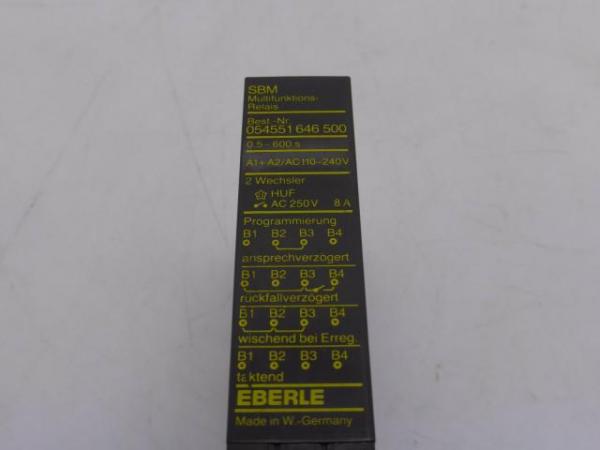 SBM
Multifunktions-
Relais
Best.-Nr.
054551 646 500
0.5-600 s
A1+A2/AC110-240V
2 Wechsler
HUF
AC 250V 8 A
Programmierung
B1 B2 B3 B4
ansprechverzögert
B1 B2 B3 B4
rückfallverzögert
B1 B2 B3 B4
wischend bei Erreg.
B1 B2 B3 B4
taktend
EBERLE
Made in W.-Germany